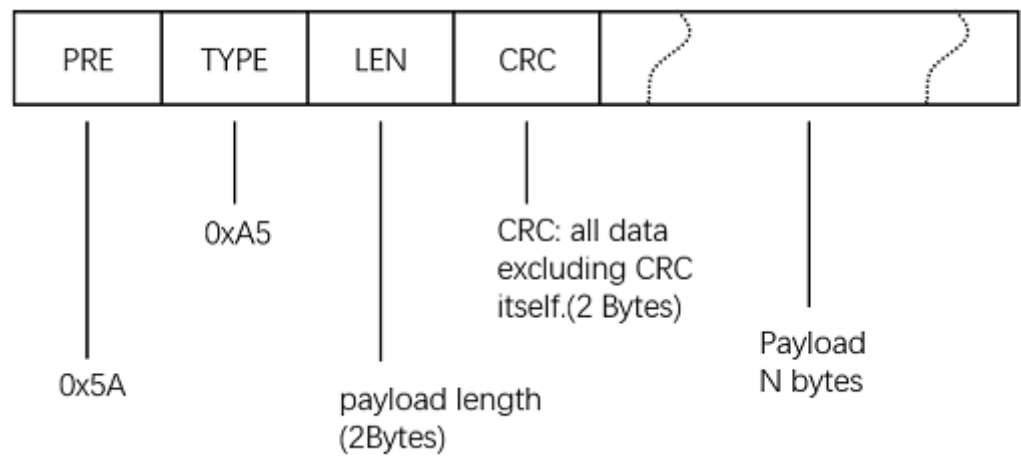 PRE TYPE LEN CRC
0xA5
CRC: all data
excluding CRC
itself.(2 Bytes)
0x5A
payload length
(2Bytes)
Payload
N bytes